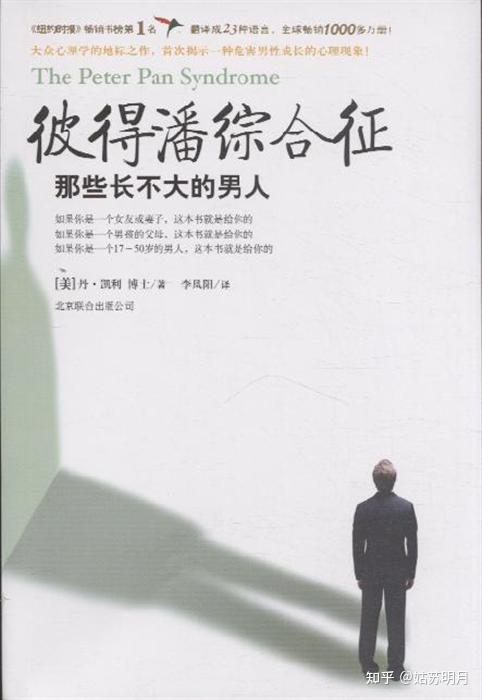 《纽约时报》畅销书榜第1名，翻译成23种语言，全球畅销1000多万册！
大众心理学的地标之作，首次揭示一种危害男性成长的心理现象！
The Peter Pan Syndrome
彼得潘综合征
那些长不大的男人
如果你是一个女友或妻子，这本书就是给你的
如果你是一个男孩的父母，这本书就是给你的
如果你是一个17-50岁的男人，这本书就是给你的
[美]丹·凯利 博士/著 李凤阳/译
北京联合出版公司
知乎 @姑苏明月